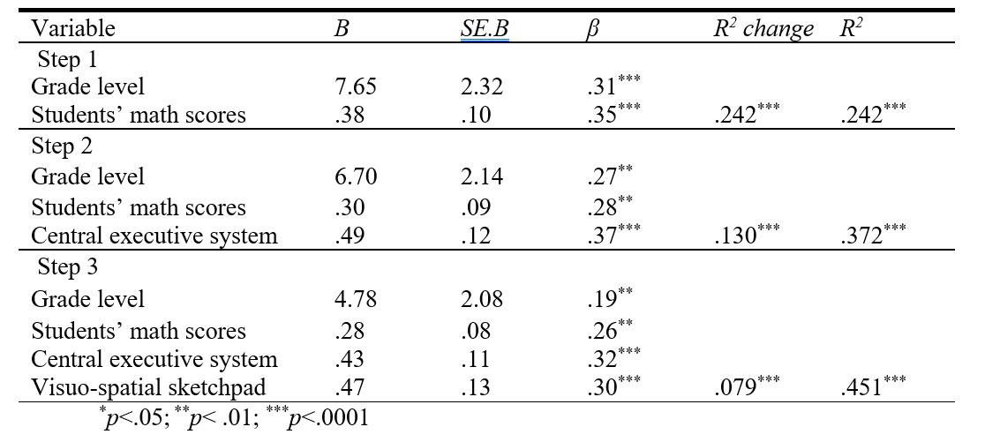 Variable B SE.B β R² change R²
Step 1
Grade level 7.65 2.32 .31***
Students’ math scores .38 .10 .35*** .242*** .242***
Step 2
Grade level 6.70 2.14 .27**
Students’ math scores .30 .09 .28**
Central executive system .49 .12 .37*** .130*** .372***
Step 3
Grade level 4.78 2.08 .19**
Students’ math scores .28 .08 .26**
Central executive system .43 .11 .32***
Visuo-spatial sketchpad .47 .13 .30*** .079*** .451***
*p<.05; **p< .01; ***p<.0001